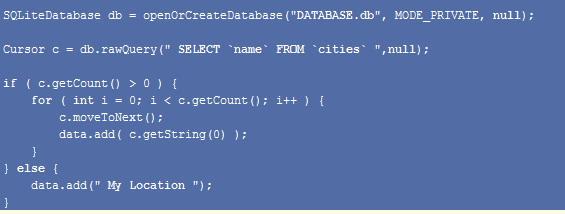 SQLiteDatabase db = openOrCreateDatabase("DATABASE.db", MODE_PRIVATE, null);
Cursor c = db.rawQuery(" SELECT `name` FROM `cities` ",null);
if ( c.getCount() > 0 ) {
for ( int i = 0; i < c.getCount(); i++ ) {
c.moveToNext();
data.add( c.getString(0) );
}
} else {
data.add(" My Location ");
}